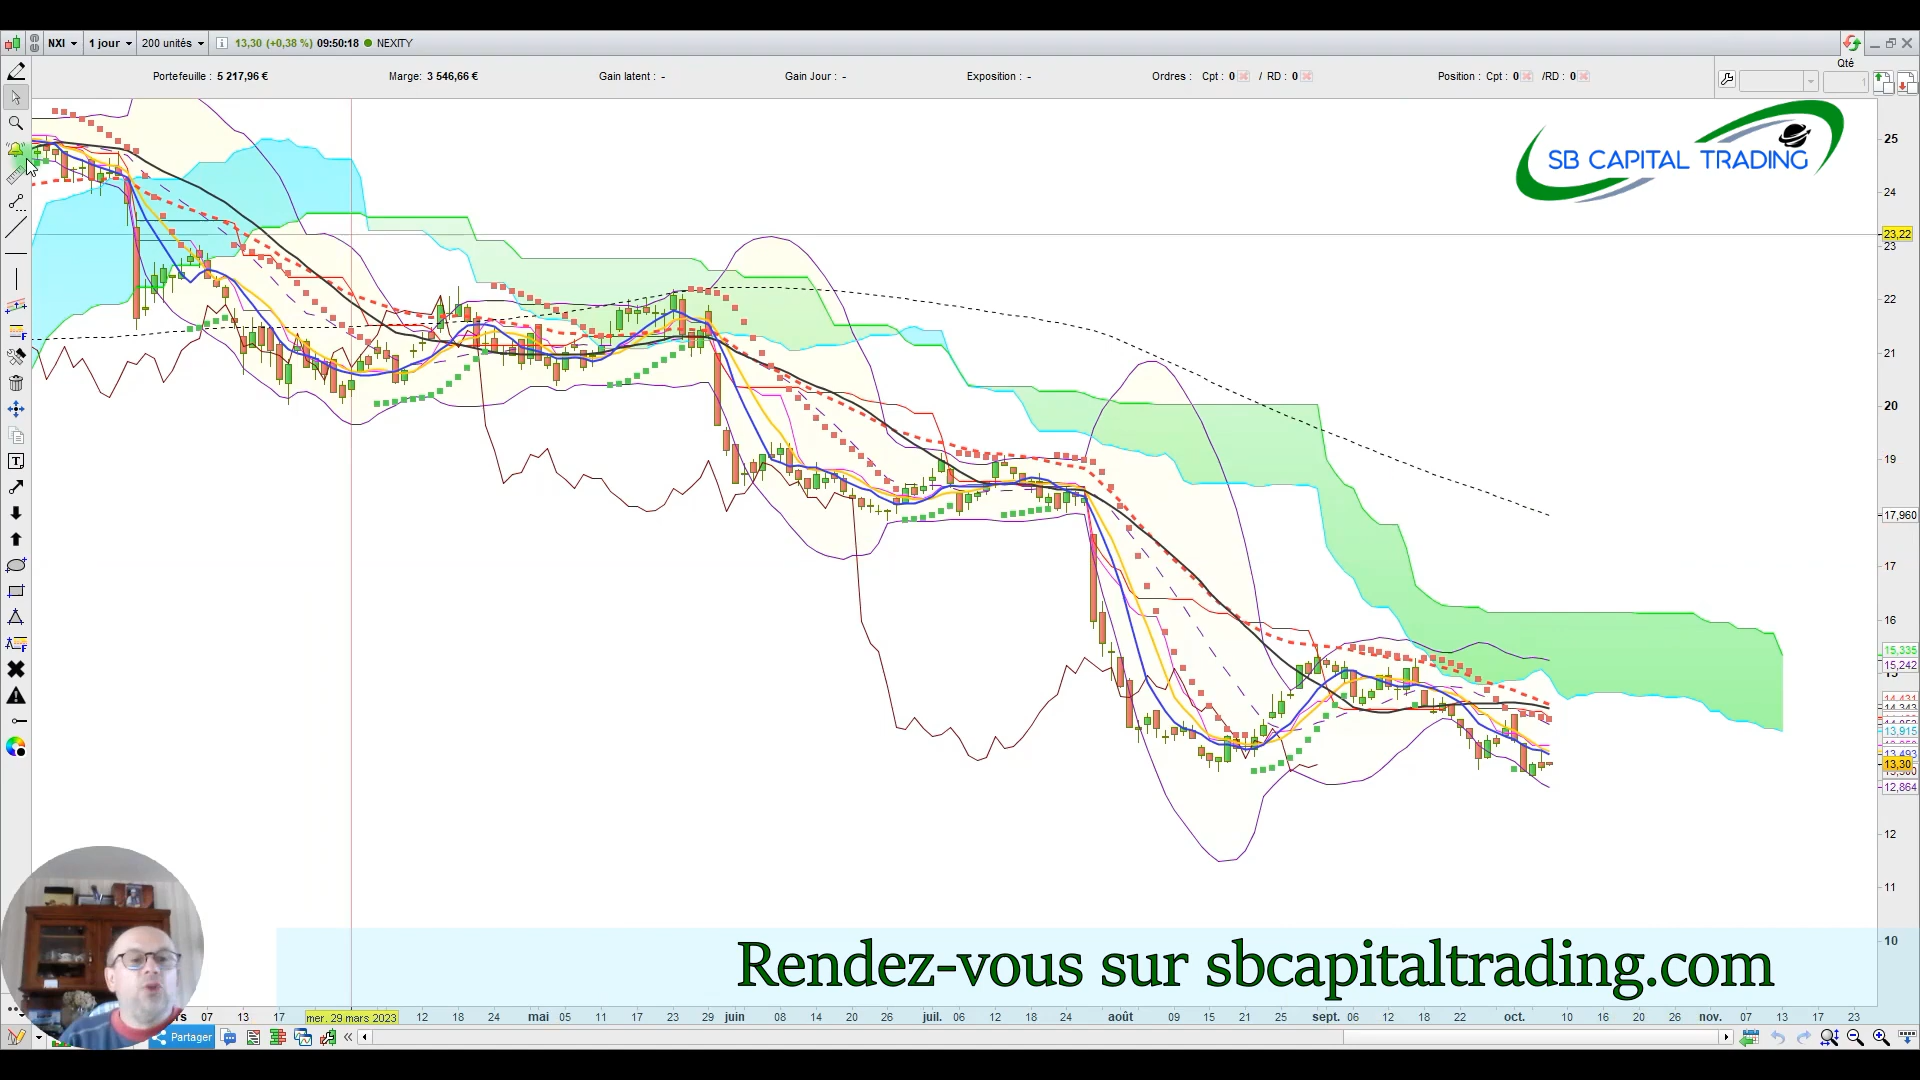 NXI
1 jour
200 unités
13,30 (+0,38 %) 09:50:18
NEXITY
Portefeuille : 5 217,96 €
Marge: 3 546,66 €
Gain latent : -
Gain Jour : -
Exposition : -
Ordres : Cpt : 0 / RD : 0
Position : Cpt : 0 /RD : 0
Qté
1
SB CAPITAL TRADING
25
24
23,22
23
22
21
20
19
17,960
17
16
15,335
15,242
13,915
13,493
13,30
12,864
12
11
10
Rendez-vous sur sbcapitaltrading.com
07 13 17 mer. 29 mars 2023 12 18 24 mai 05 11 17 23 juin 08 14 20 26 juil. 06 12 18 24 août 09 15 21 25 sept. 06 12 18 22 oct. 10 16 20 26 nov. 07 13 17 23
Partager